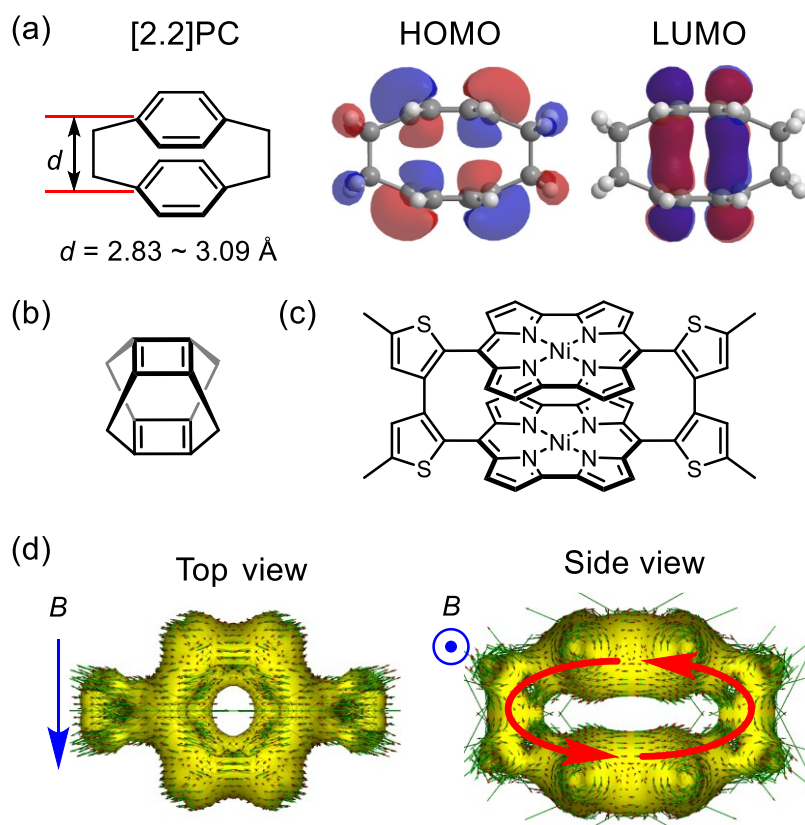 (a) [2.2]PC HOMO LUMO
d
d = 2.83 ~ 3.09 Å
(b) (c)
S S
N N
Ni
N N
N N
Ni
N N
S S
(d)
Top view Side view
B B